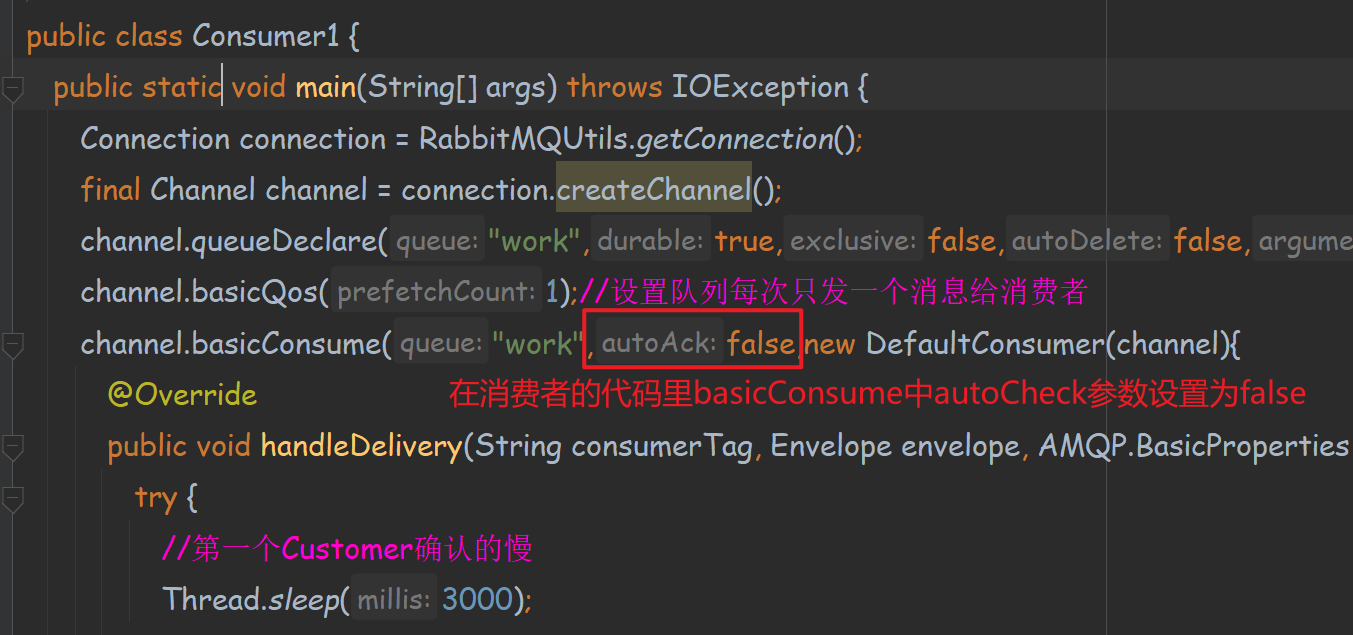 public class Consumer1 {
public static void main(String[] args) throws IOException {
Connection connection = RabbitMQUtils.getConnection();
final Channel channel = connection.createChannel();
channel.queueDeclare( queue: "work", durable: true, exclusive: false, autoDelete: false, argume
channel.basicQos( prefetchCount: 1);//设置队列每次只发一个消息给消费者
channel.basicConsume( queue: "work", autoAck: false,new DefaultConsumer(channel){
@Override 在消费者的代码里basicConsume中autoCheck参数设置为false
public void handleDelivery(String consumerTag, Envelope envelope, AMQP.BasicProperties
try {
//第一个Customer确认的慢
Thread.sleep( millis: 3000);